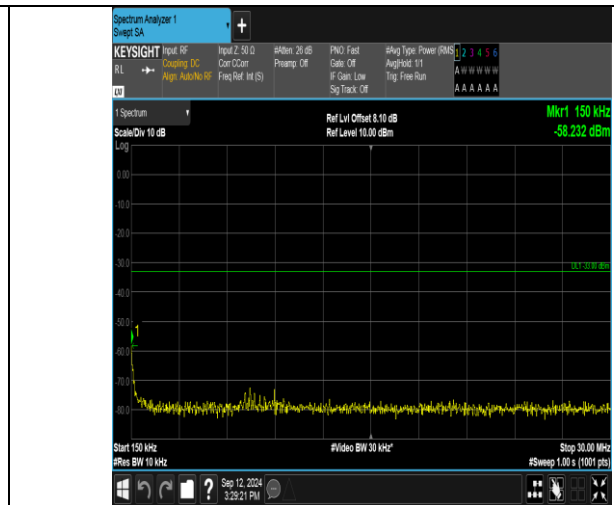 Spectrum Analyzer 1
Swept SA
+
KEYSIGHT Input: RF Input Z: 50 Ω #Atten: 26 dB PNO: Fast #Avg Type: Power (RMS 1 2 3 4 5 6
RL Coupling: DC Corr CCorr Preamp: Off Gate: Off Avg|Hold: 1/1 A W W W W W
Align: Auto/No RF Freq Ref: Int (S) IF Gain: Low Trig: Free Run
Sig Track: Off A A A A A A
LXI
1 Spectrum Ref Lvl Offset 8.10 dB Mkr1 150 kHz
Scale/Div 10 dB Ref Level 10.00 dBm -58.232 dBm
Log
0.00
-10.0
-20.0
-30.0 DL1 -33.00 dBm
-40.0
-50.0
1
-60.0
-70.0
-80.0
Start 150 kHz #Video BW 30 kHz* Stop 30.00 MHz
#Res BW 10 kHz #Sweep 1.00 s (1001 pts)
? Sep 12, 2024
3:29:21 PM